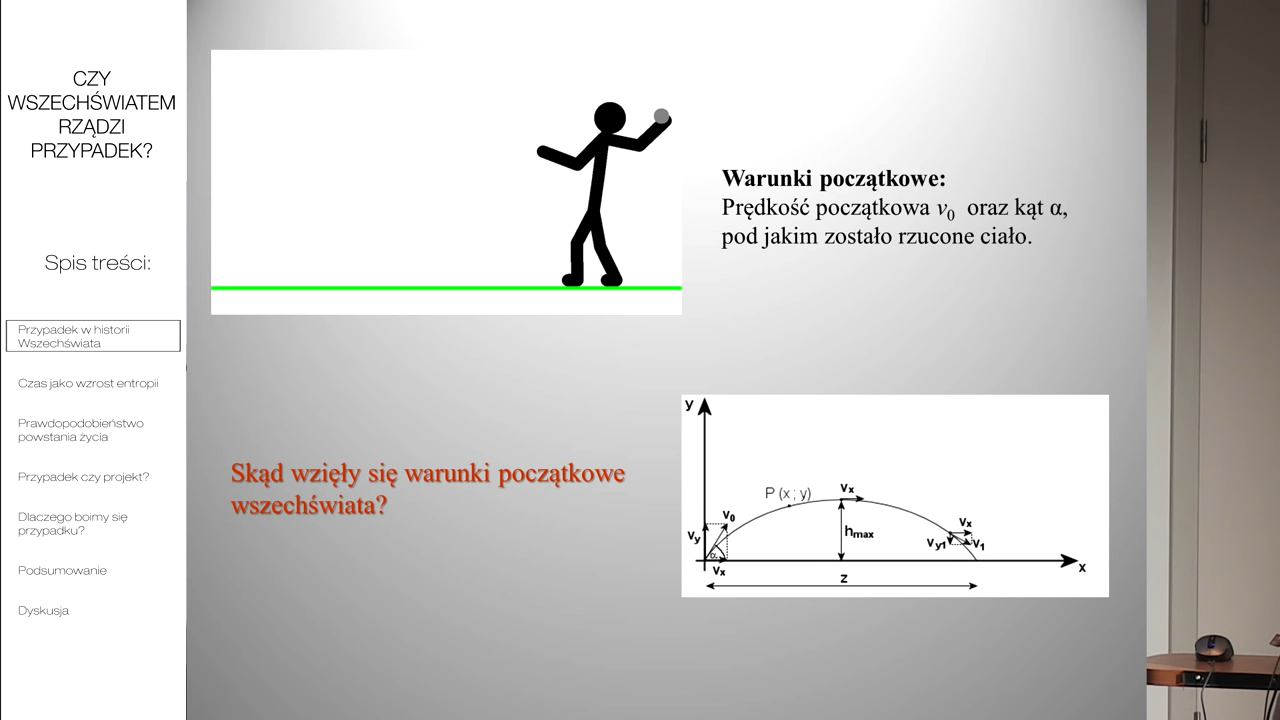 CZY
WSZECHŚWIATEM
RZĄDZI
PRZYPADEK?
Spis treści:
Przypadek w historii
Wszechświata
Czas jako wzrost entropii
Prawdopodobieństwo
powstania życia
Przypadek czy projekt?
Dlaczego boimy się
przypadku?
Podsumowanie
Dyskusja
Warunki początkowe:
Prędkość początkowa v0 oraz kąt α,
pod jakim zostało rzucone ciało.
Skąd wzięły się warunki początkowe
wszechświata?
y
P (x ; y)
vx
v0
vy
α
vx
hmax
vx
vy1
v1
x
z